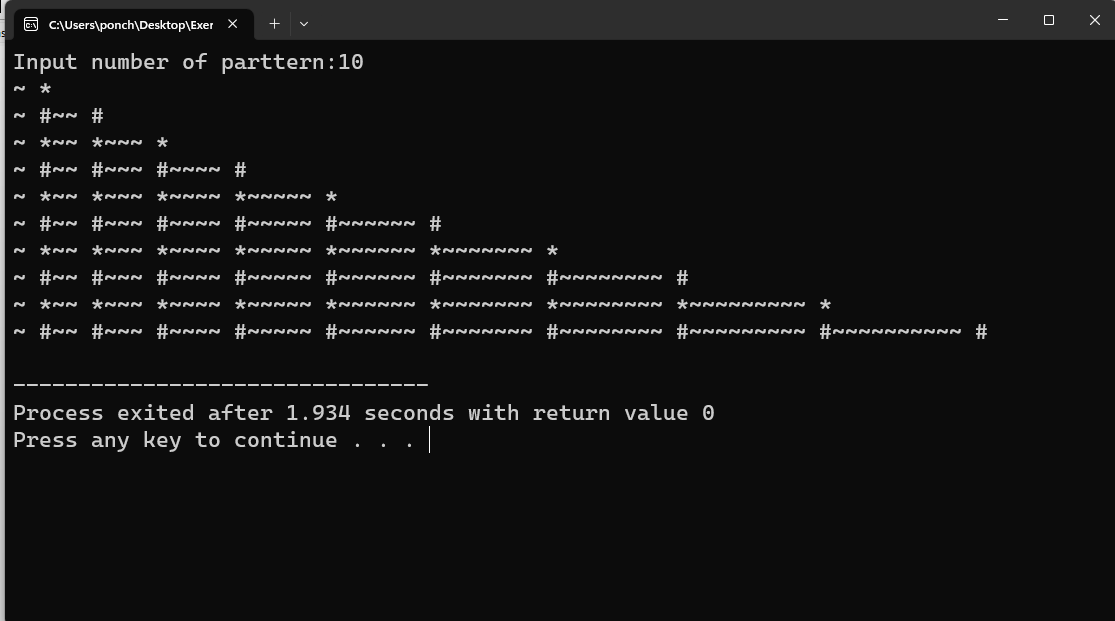 C:\Users\ponch\Desktop\Exer
Input number of parttern:10
~ *
~ #~~ #
~ *~~ *~~~ *
~ #~~ #~~~ #~~~~ #
~ *~~ *~~~ *~~~~ *~~~~~ *
~ #~~ #~~~ #~~~~ #~~~~~ #~~~~~~ #
~ *~~ *~~~ *~~~~ *~~~~~ *~~~~~~ *~~~~~~~ *
~ #~~ #~~~ #~~~~ #~~~~~ #~~~~~~ #~~~~~~~ #~~~~~~~~ #
~ *~~ *~~~ *~~~~ *~~~~~ *~~~~~~ *~~~~~~~ *~~~~~~~~ *~~~~~~~~~ *
~ #~~ #~~~ #~~~~ #~~~~~ #~~~~~~ #~~~~~~~ #~~~~~~~~ #~~~~~~~~~ #~~~~~~~~~~ #
--------------------------------
Process exited after 1.934 seconds with return value 0
Press any key to continue . . .